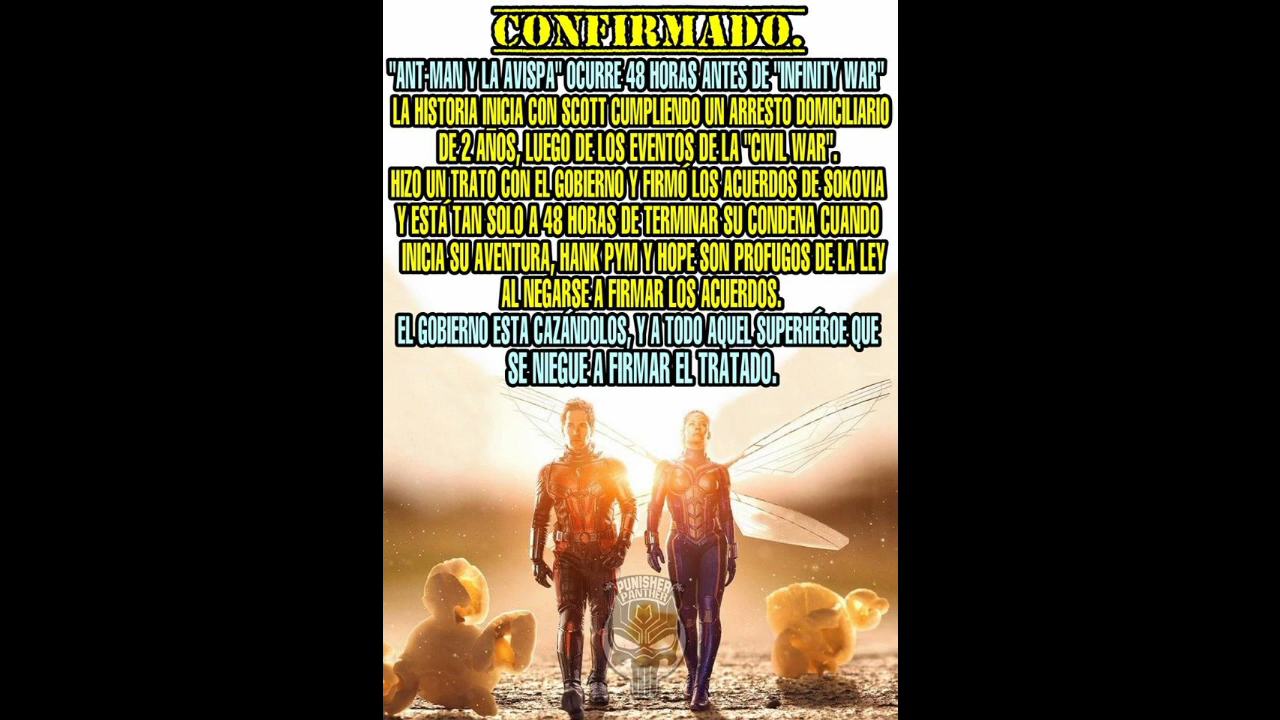 CONFIRMADO.
"ANT-MAN Y LA AVISPA" OCURRE 48 HORAS ANTES DE "INFINITY WAR"
LA HISTORIA INICIA CON SCOTT CUMPLIENDO UN ARRESTO DOMICILIARIO
DE 2 AÑOS, LUEGO DE LOS EVENTOS DE LA "CIVIL WAR".
HIZO UN TRATO CON EL GOBIERNO Y FIRMÓ LOS ACUERDOS DE SOKOVIA
Y ESTÁ TAN SOLO A 48 HORAS DE TERMINAR SU CONDENA CUANDO
INICIA SU AVENTURA, HANK PYM Y HOPE SON PROFUGOS DE LA LEY
AL NEGARSE A FIRMAR LOS ACUERDOS.
EL GOBIERNO ESTA CAZÁNDOLOS, Y A TODO AQUEL SUPERHÉROE QUE
SE NIEGUE A FIRMAR EL TRATADO.
PUNISHER
PANTHER